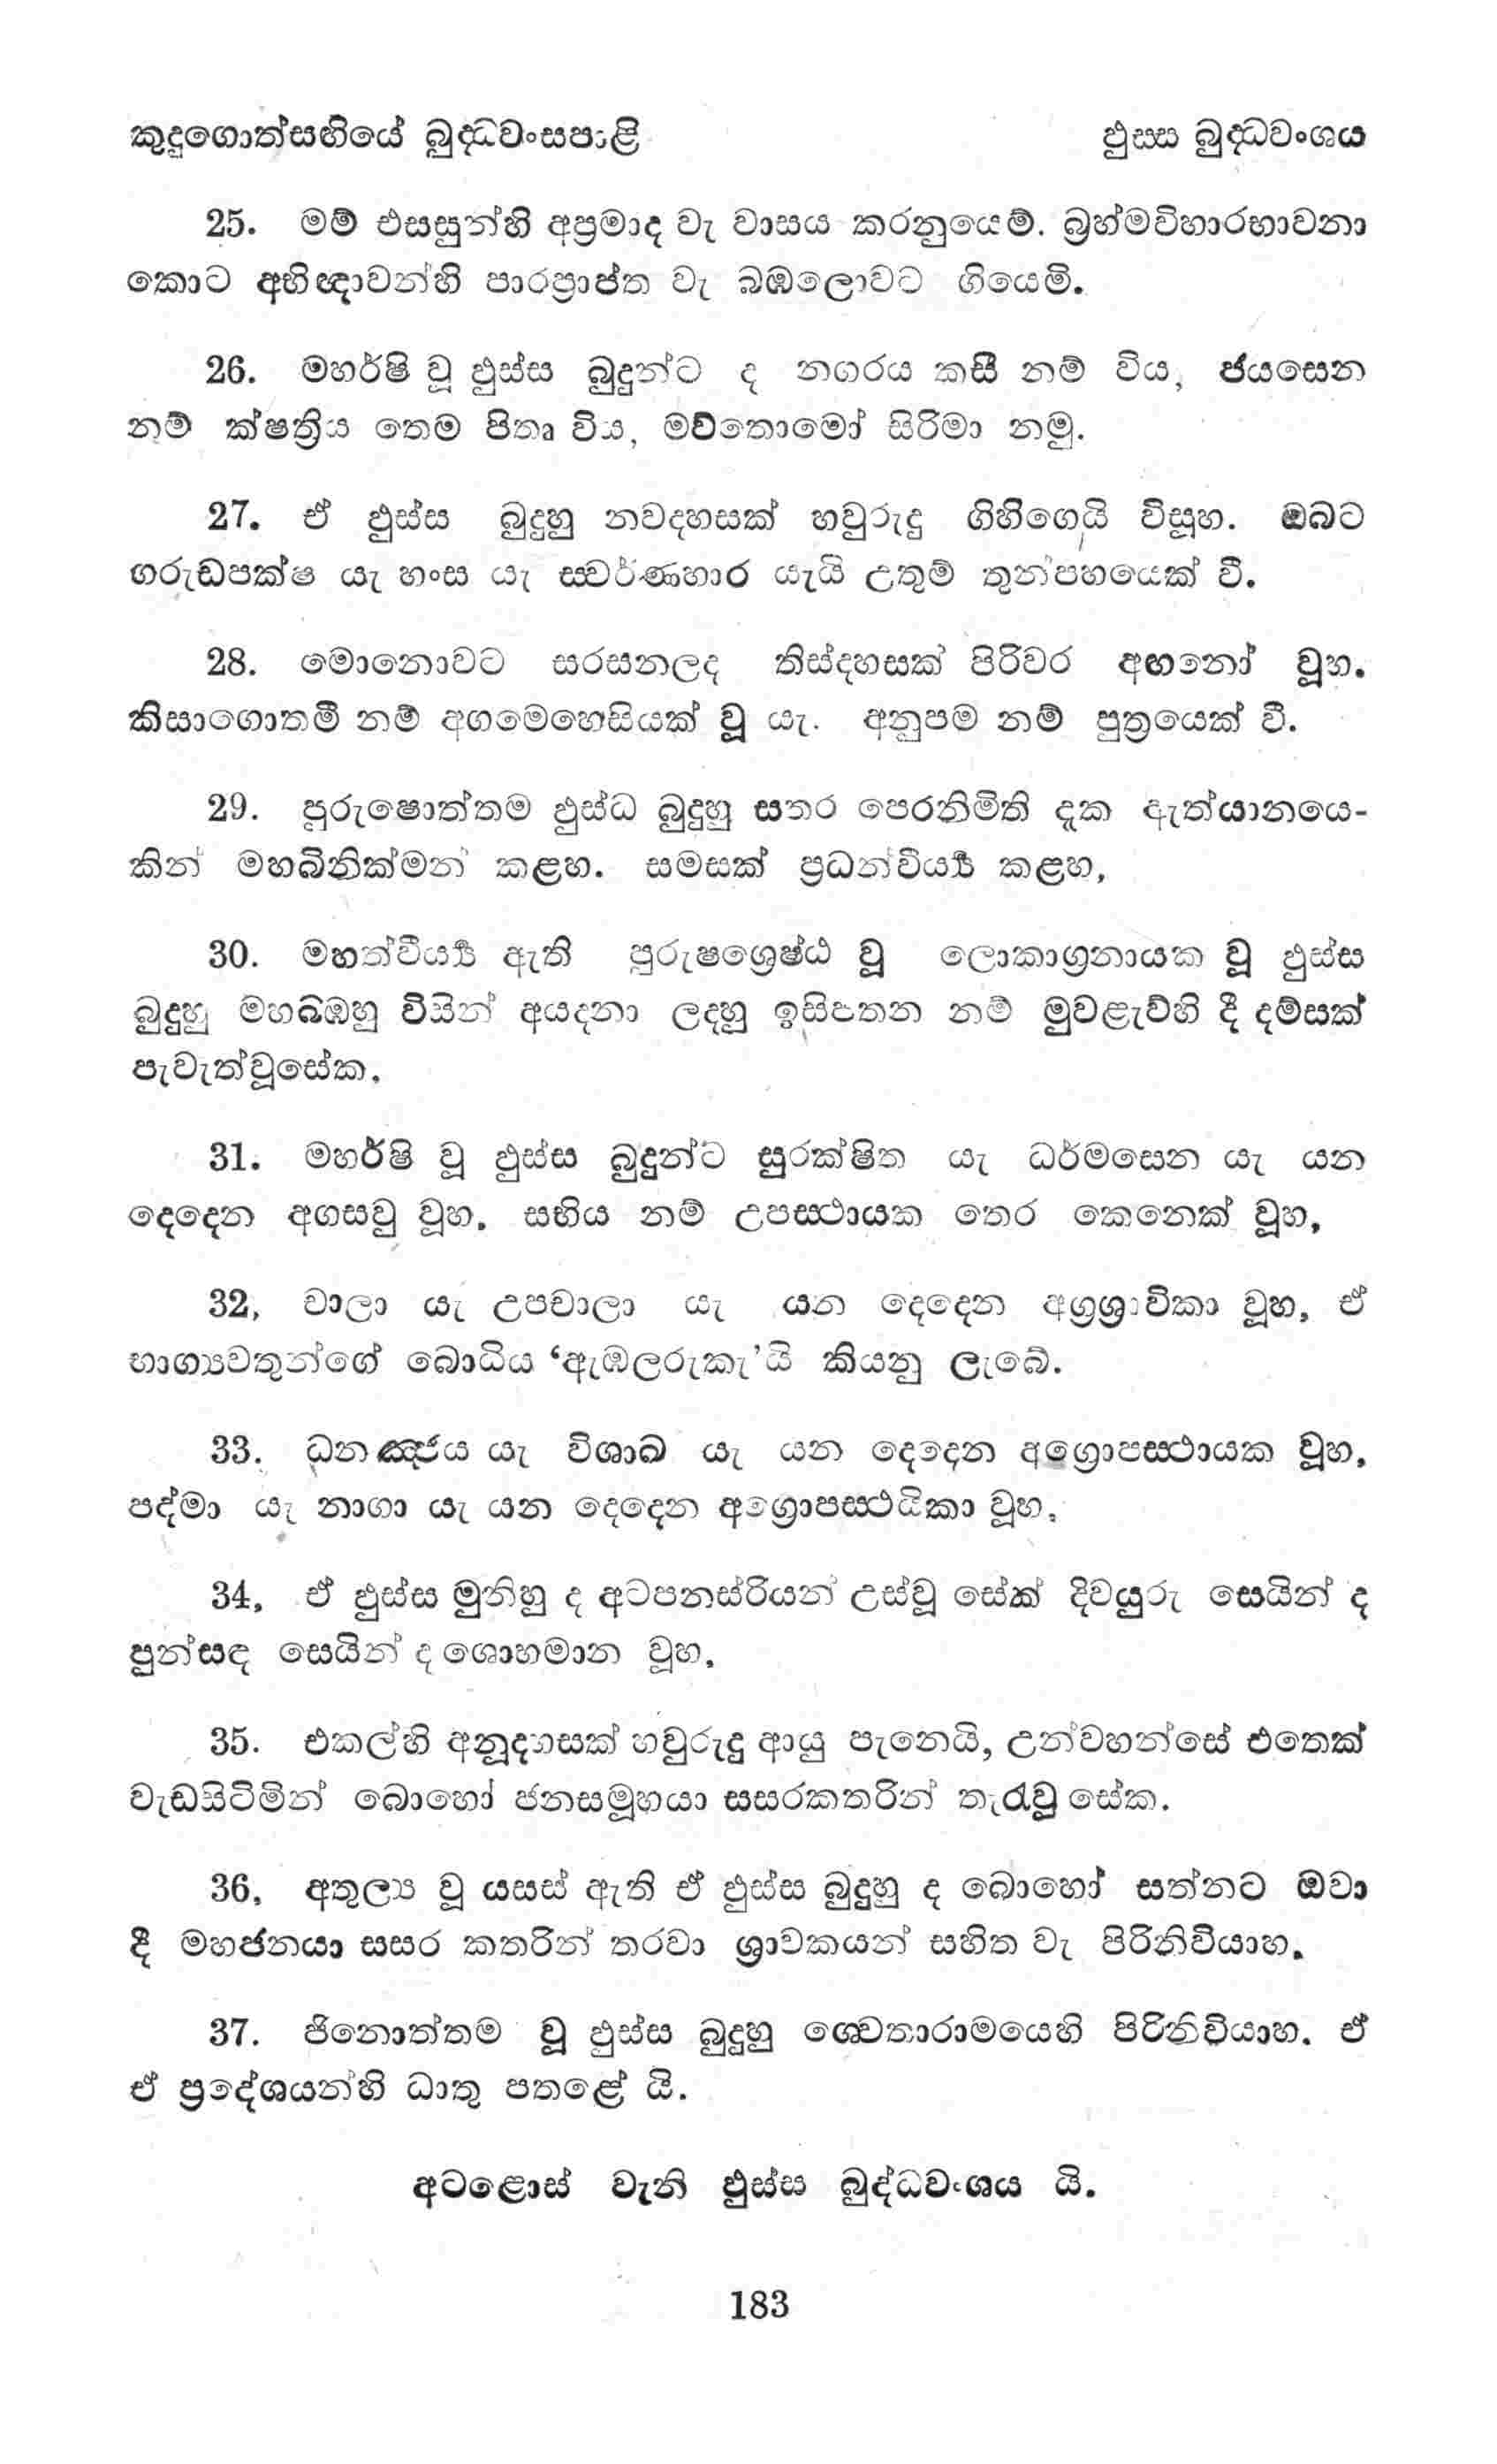 කුදුගොත්සඟියේ බුද්ධවංසපාළි ඵුස්ස බුද්ධවංශය
25. මම් එසසුන්හි අප්‍රමාද වැ වාසය කරනුයෙම්. බ්‍රහ්මවිහාරභාවනා
කොට අභිඥාවන්හි පාරප්‍රාප්ත වැ බඹලොවට ගියෙමි.
26. මහර්ෂි වූ ඵුස්ස බුදුන්ට ද නගරය කසී නම් විය, ජයසෙන
නම් ක්ෂත්‍රිය තෙම පිතෘ විය, මව්තොමෝ සිරිමා නමු.
27. ඒ ඵුස්ස බුදුහු නවදහසක් හවුරුදු ගිහිගෙයි විසූහ. ඔබට
ගරුඩපක්ෂ යැ හංස යැ ස්වර්ණහාර යැයි උතුම් තුන්පහයෙක් වී.
28. මොනොවට සරසනලද තිස්දහසක් පිරිවර අඟනෝ වූහ.
කිසාගොතමී නම් අගමෙහෙසියක් වූ යැ. අනුපම නම් පුත්‍රයෙක් වී.
29. පුරුෂොත්තම ඵුස්ධ බුදුහු සතර පෙරනිමිති දැක ඇත්යානයෙ-
කින් මහබිනික්මන් කළහ. සමසක් ප්‍රධන්වීර්‍ය්‍ය කළහ,
30. මහත්වීර්‍ය්‍ය ඇති පුරුෂශ්‍රෙෂ්ඨ වූ ලොකාග්‍රනායක වූ ඵුස්ස
බුදුහු මහබඹහු විසින් අයදනා ලදහු ඉසිපතන නම් මුවළැව්හි දී දම්සක්
පැවැත්වූසේක.
31. මහර්ෂි වූ ඵුස්ස බුදුන්ට සුරක්ෂිත යැ ධර්මසෙන යැ යන
දෙදෙන අගසවු වූහ. සභිය නම් උපස්ථායක තෙර කෙනෙක් වූහ,
32, චාලා යැ උපචාලා යැ යන දෙදෙන අග්‍රශ්‍රාවිකා වූහ, ඒ
භාග්‍යවතුන්ගේ බොධිය ‘ඇඹලරුකැ’යි කියනු ලැබේ.
33. ධනඤ්ජය යැ විශාඛ යැ යන දෙදෙන අග්‍රොපස්ථායක වූහ,
පද්මා යැ නාගා යැ යන දෙදෙන අග්‍රොපස්ථයිකා වූහ,
34, ඒ ඵුස්ස මුනිහු ද අටපනස්රියන් උස්වූ සේක් දිවයුරු සෙයින් ද
පුන්සඳ සෙයින් ද ශොභමාන වූහ,
35. එකල්හි අනූදහසක් හවුරුදු ආයු පැනෙයි, උන්වහන්සේ එතෙක්
වැඩසිටිමින් බොහෝ ජනසමූහයා සසරකතරින් තැරැවූ සේක.
36, අතුල්‍ය වූ යසස් ඇති ඒ ඵුස්ස බුදුහු ද බොහෝ සත්නට ඔවා
දී මහජනයා සසර කතරින් තරවා ශ්‍රාවකයන් සහිත වැ පිරිනිවියාහ.
37. ජිනොත්තම වූ ඵුස්ස බුදුහු ශ්වෙතාරාමයෙහි පිරිනිවියාහ. ඒ
ඒ ප්‍රදේශයන්හි ධාතු පතළේ යි.
අටළොස් වැනි ඵුස්ස බුද්ධවංශය යි.
183